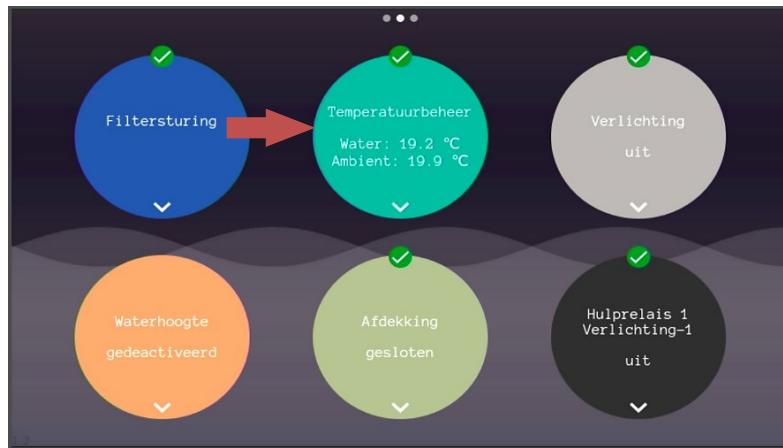 Filtersturing
Temperatuurbeheer
Water: 19.2 °C
Ambient: 19.9 °C
Verlichting
uit
Waterhoogte
gedeactiveerd
Afdekking
gesloten
Hulprelais 1
Verlichting-1
uit